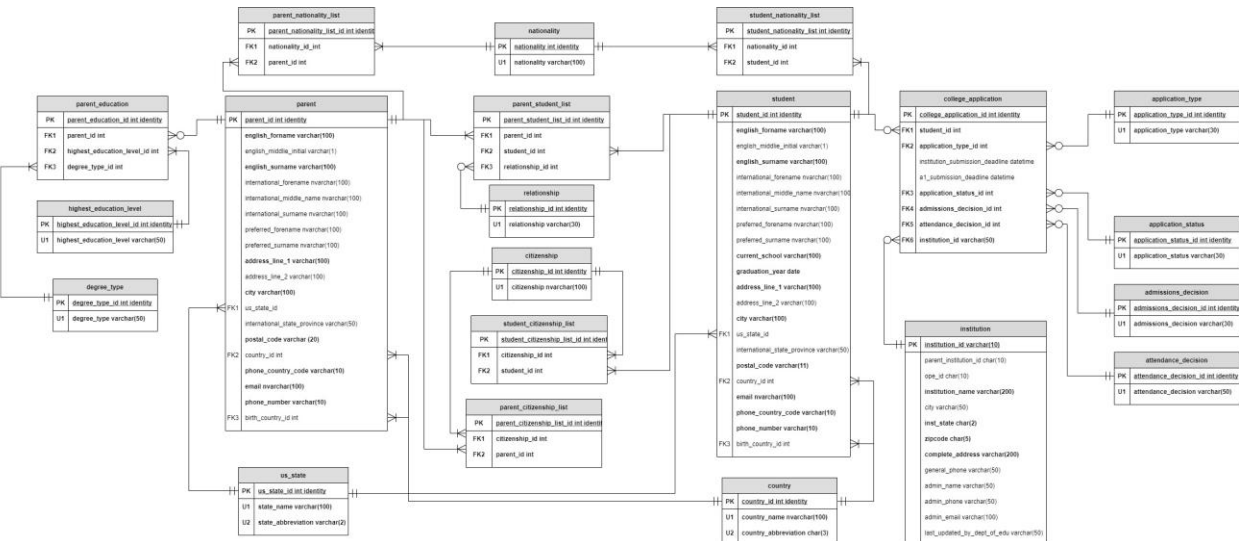 parent_nationality_list
PK parent_nationality_list_id int identit
FK1 nationality_id_int
FK2 parent_id int
nationality
PK nationality int identity
U1 nationality varchar(100)
student_nationality_list
PK student_nationality_list int identity
FK1 nationality_id int
FK2 student_id int
parent_education
PK parent_education_id int identity
FK1 parent_id int
FK2 highest_education_level_id int
FK3 degree_type_id int
parent
PK parent_id int identity
english_forname varchar(100)
english_middle_initial varchar(1)
english_surname varchar(100)
international_forename nvarchar(100)
international_middle_name nvarchar(100)
international_surname nvarchar(100)
preferred_forename nvarchar(100)
preferred_surname nvarchar(100)
address_line_1 varchar(100)
address_line_2 varchar(100)
city varchar(100)
FK1 us_state_id
international_state_province varchar(50)
postal_code varchar (20)
FK2 country_id int
phone_country_code varchar(10)
email nvarchar(100)
phone_number varchar(10)
FK3 birth_country_id int
parent_student_list
PK parent_student_list_id int identity
FK1 parent_id int
FK2 student_id int
FK3 relationship_id int
student
PK student_id int identity
english_forname varchar(100)
english_middle_initial varchar(1)
english_surname varchar(100)
international_forename nvarchar(100)
international_middle_name nvarchar(100
international_surname nvarchar(100)
preferred_forename nvarchar(100)
preferred_surname nvarchar(100)
current_school varchar(100)
graduation_year date
address_line_1 varchar(100)
address_line_2 varchar(100)
city varchar(100)
FK1 us_state_id
international_state_province varchar(50)
postal_code varchar(11)
FK2 country_id int
email nvarchar(100)
phone_country_code varchar(10)
phone_number varchar(10)
FK3 birth_country_id int
college_application
PK college_application_id int identity
FK1 student_id int
FK2 application_type_id int
institution_submission_deadline datetime
a1_submission_deadline datetime
FK3 application_status_id int
FK4 admissions_decision_id int
FK5 attendance_decision_id int
FK6 institution_id varchar(50)
application_type
PK application_type_id int identity
U1 application_type varchar(30)
highest_education_level
PK highest_education_level_id int identity
U1 highest_education_level varchar(50)
relationship
PK relationship_id int identity
U1 relationship varchar(30)
application_status
PK application_status_id int identity
U1 application_status varchar(30)
citizenship
PK citizenship_id int identity
U1 citizenship nvarchar(100)
degree_type
PK degree_type_id int identity
U1 degree_type varchar(50)
admissions_decision
PK admissions_decision_id int identity
U1 admissions_decision varchar(30)
student_citizenship_list
PK student_citizenship_list_id int ident
FK1 citizenship_id int
FK2 student_id int
institution
PK institution_id varchar(10)
parent_institution_id char(10)
ope_id char(10)
institution_name varchar(200)
city varchar(50)
inst_state char(2)
zipcode char(5)
complete_address varchar(200)
general_phone varchar(50)
admin_name varchar(50)
admin_phone varchar(50)
admin_email varchar(100)
last_updated_by_dept_of_edu varchar(50)
attendance_decision
PK attendance_decision_id int identity
U1 attendance_decision varchar(50)
parent_citizenship_list
PK parent_citizenship_list_id int identi
FK1 citizenship_id int
FK2 parent_id int
us_state
PK us_state_id int identity
U1 state_name varchar(100)
U2 state_abbreviation varchar(2)
country
PK country_id int identity
U1 country_name nvarchar(100)
U2 country_abbreviation char(3)